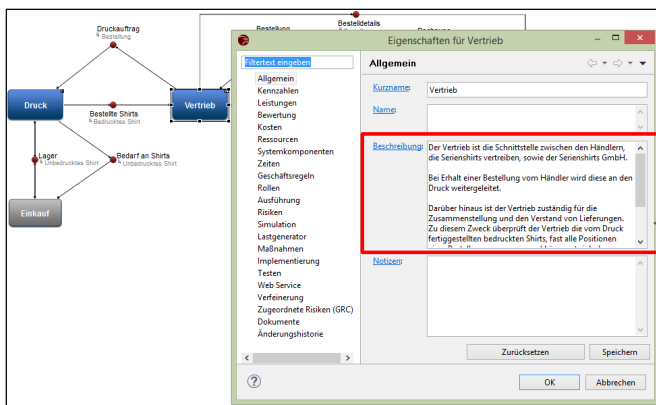 Druckauftrag
Bestellung
Bestellung
Bestelldetails
Druck
Bestellte Shirts
Bedrucktes Shirt
Vertrieb
Lager
Unbedrucktes Shirt
Bedarf an Shirts
Unbedrucktes Shirt
Einkauf
Eigenschaften für Vertrieb
Filtertext eingeben
Allgemein
Kennzahlen
Leistungen
Bewertung
Kosten
Ressourcen
Systemkomponenten
Zeiten
Geschäftsregeln
Rollen
Ausführung
Risiken
Simulation
Lastgenerator
Maßnahmen
Implementierung
Testen
Web Service
Verfeinerung
Zugeordnete Risiken (GRC)
Dokumente
Änderungshistorie
Allgemein
Kurzname:
Vertrieb
Name:
Beschreibung:
Der Vertrieb ist die Schnittstelle zwischen den Händlern,
die Serienshirts vertreiben, sowie der Serienshirts GmbH.
Bei Erhalt einer Bestellung vom Händler wird diese an den
Druck weitergeleitet.
Darüber hinaus ist der Vertrieb zuständig für die
Zusammenstellung und den Verstand von Lieferungen.
Zu diesem Zweck überprüft der Vertrieb die vom Druck
fertiggestellten bedruckten Shirts, fast alle Positionen
Notizen:
Zurücksetzen
Speichern
OK
Abbrechen